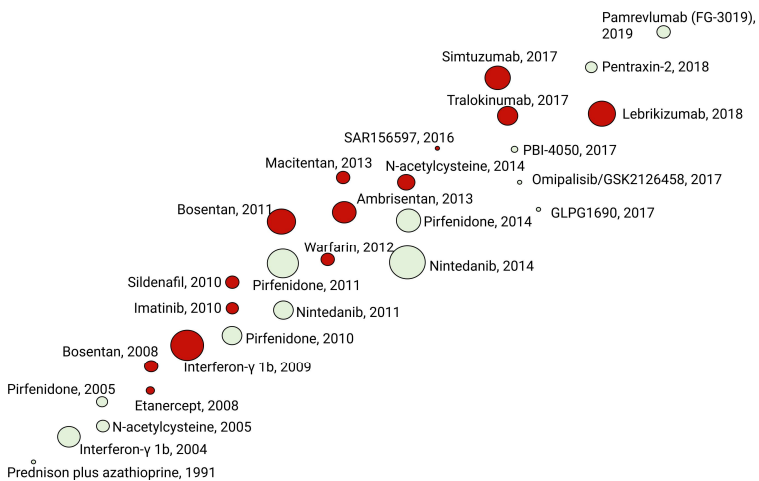 Pamrevlumab (FG-3019),
2019
Simtuzumab, 2017
Pentraxin-2, 2018
Tralokinumab, 2017
Lebrikizumab, 2018
SAR156597, 2016
PBI-4050, 2017
Macitentan, 2013
N-acetylcysteine, 2014
Omipalisib/GSK2126458, 2017
Ambrisentan, 2013
Bosentan, 2011
GLPG1690, 2017
Pirfenidone, 2014
Warfarin, 2012
Nintedanib, 2014
Sildenafil, 2010
Pirfenidone, 2011
Imatinib, 2010
Nintedanib, 2011
Pirfenidone, 2010
Bosentan, 2008
Interferon-γ 1b, 2009
Pirfenidone, 2005
Etanercept, 2008
N-acetylcysteine, 2005
Interferon-γ 1b, 2004
Prednison plus azathioprine, 1991